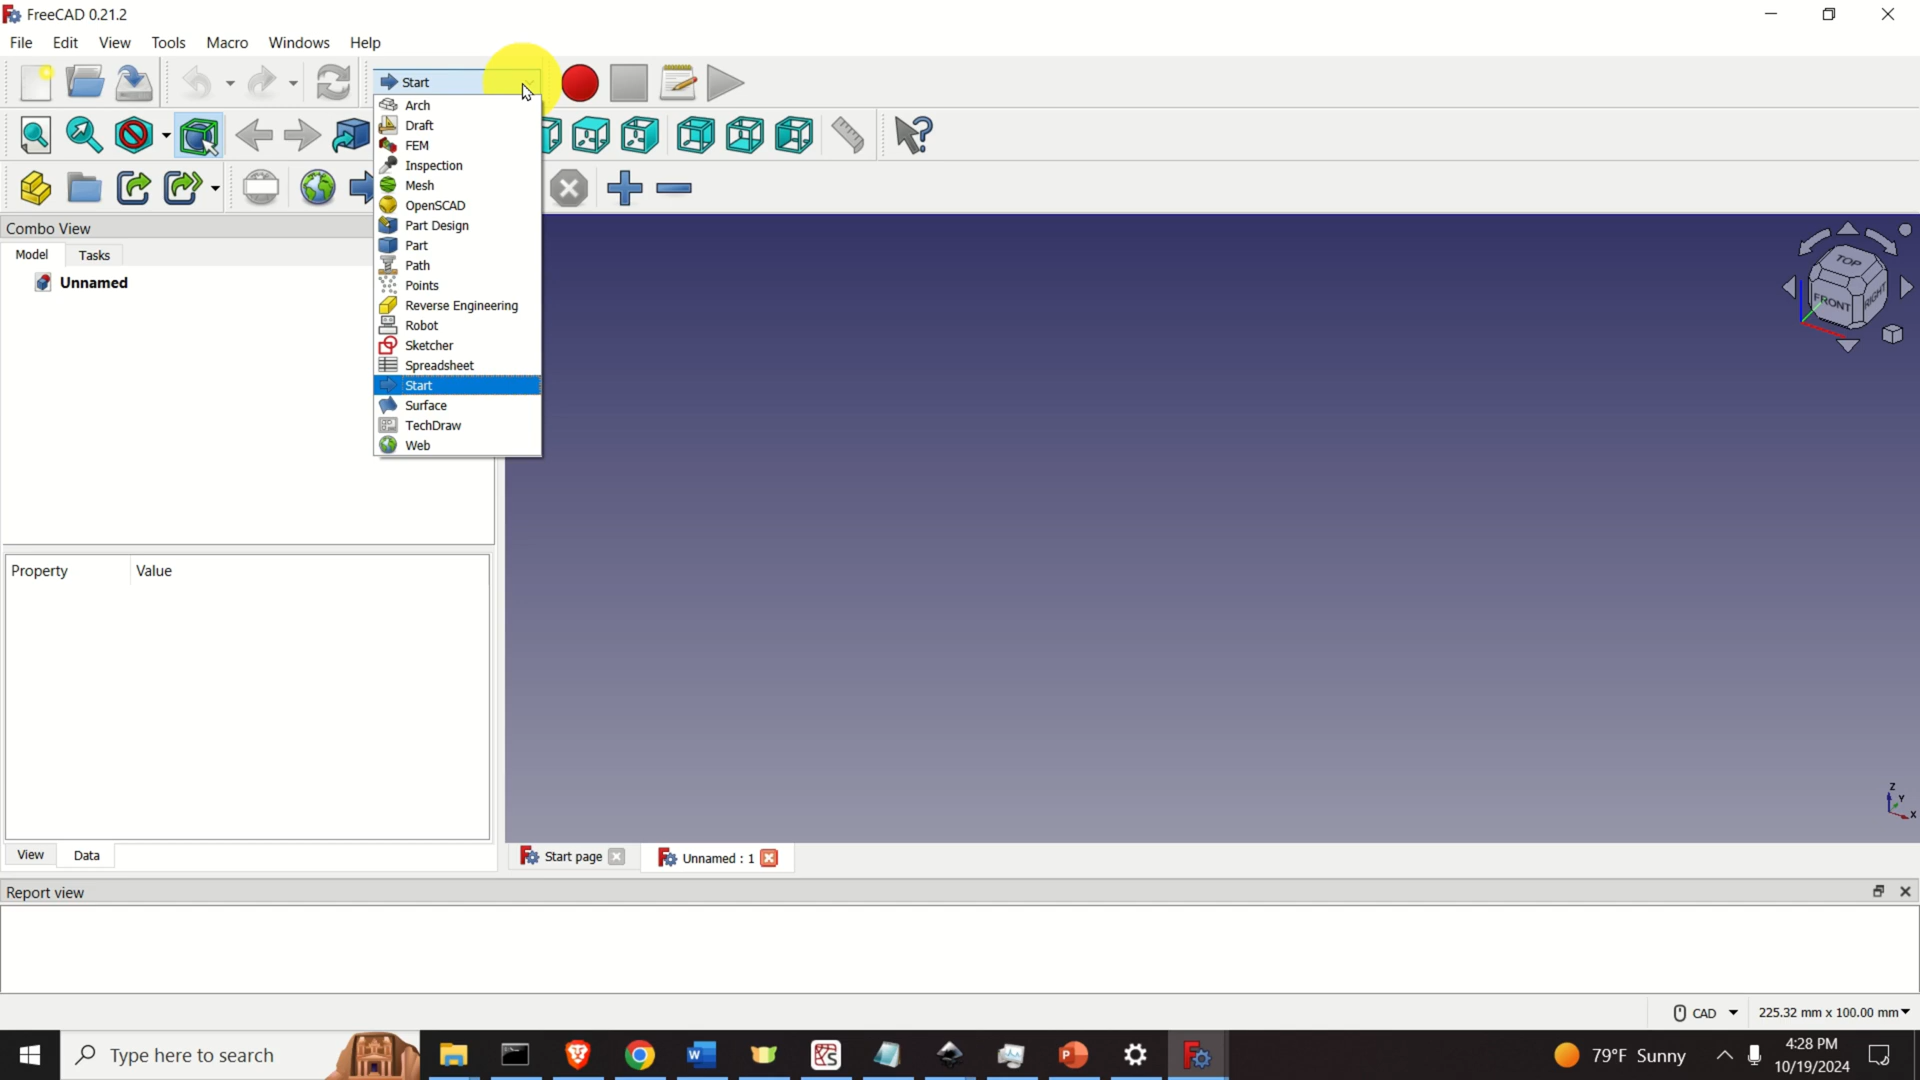 FreeCAD 0.21.2
File Edit View Tools Macro Windows Help
Start
Arch
Draft
FEM
Inspection
Mesh
OpenSCAD
Part Design
Part
Path
Points
Reverse Engineering
Robot
Sketcher
Spreadsheet
Start
Surface
TechDraw
Web
Combo View
Model Tasks
Unnamed
TOP
FRONT
RIGHT
Property Value
Z
Y
X
View Data
Start page Unnamed : 1
Report view
CAD 225.32 mm x 100.00 mm
Type here to search
79°F Sunny
4:28 PM
10/19/2024